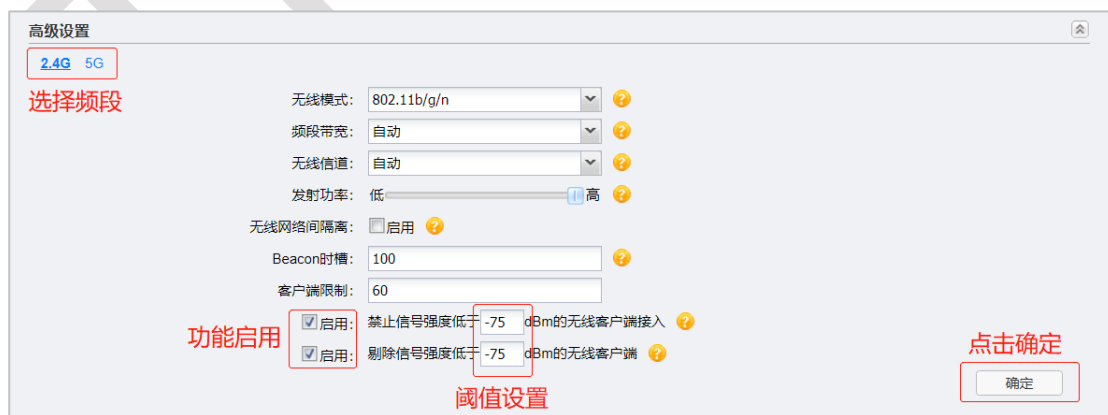 高级设置
2.4G 5G
选择频段
无线模式： 802.11b/g/n
频段带宽： 自动
无线信道： 自动
发射功率： 低 高
无线网络间隔离： 启用
Beacon时槽： 100
客户端限制： 60
功能启用
启用： 禁止信号强度低于 -75 dBm的无线客户端接入
启用： 剔除信号强度低于 -75 dBm的无线客户端
阈值设置
点击确定
确定